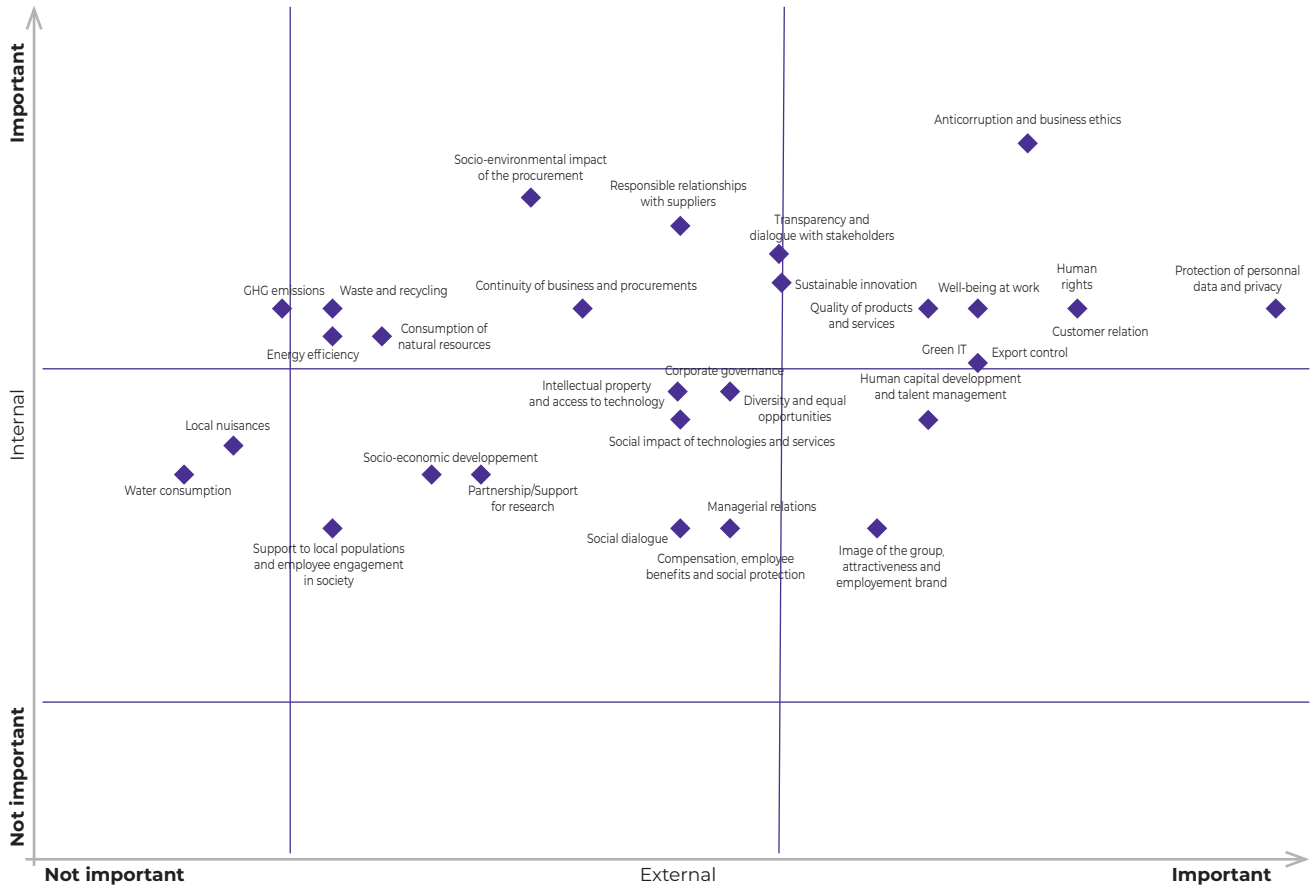 Important
Internal
Not important
Anticorruption and business ethics
Socio-environmental impact
of the procurement
Responsible relationships
with suppliers
Transparency and
dialogue with stakeholders
Sustainable innovation
GHG emissions
Waste and recycling
Continuity of business and procurements
Quality of products
and services
Well-being at work
Human
rights
Customer relation
Protection of personnal
data and privacy
Energy efficiency
Consumption of
natural resources
Green IT
Export control
Corporate governance
Intellectual property
and access to technology
Diversity and equal
opportunities
Social impact of technologies and services
Human capital developpment
and talent management
Local nuisances
Water consumption
Socio-economic developpement
Partnership/Support
for research
Support to local populations
and employee engagement
in society
Social dialogue
Managerial relations
Compensation, employee
benefits and social protection
Image of the group,
attractiveness and
employement brand
Not important
External
Important